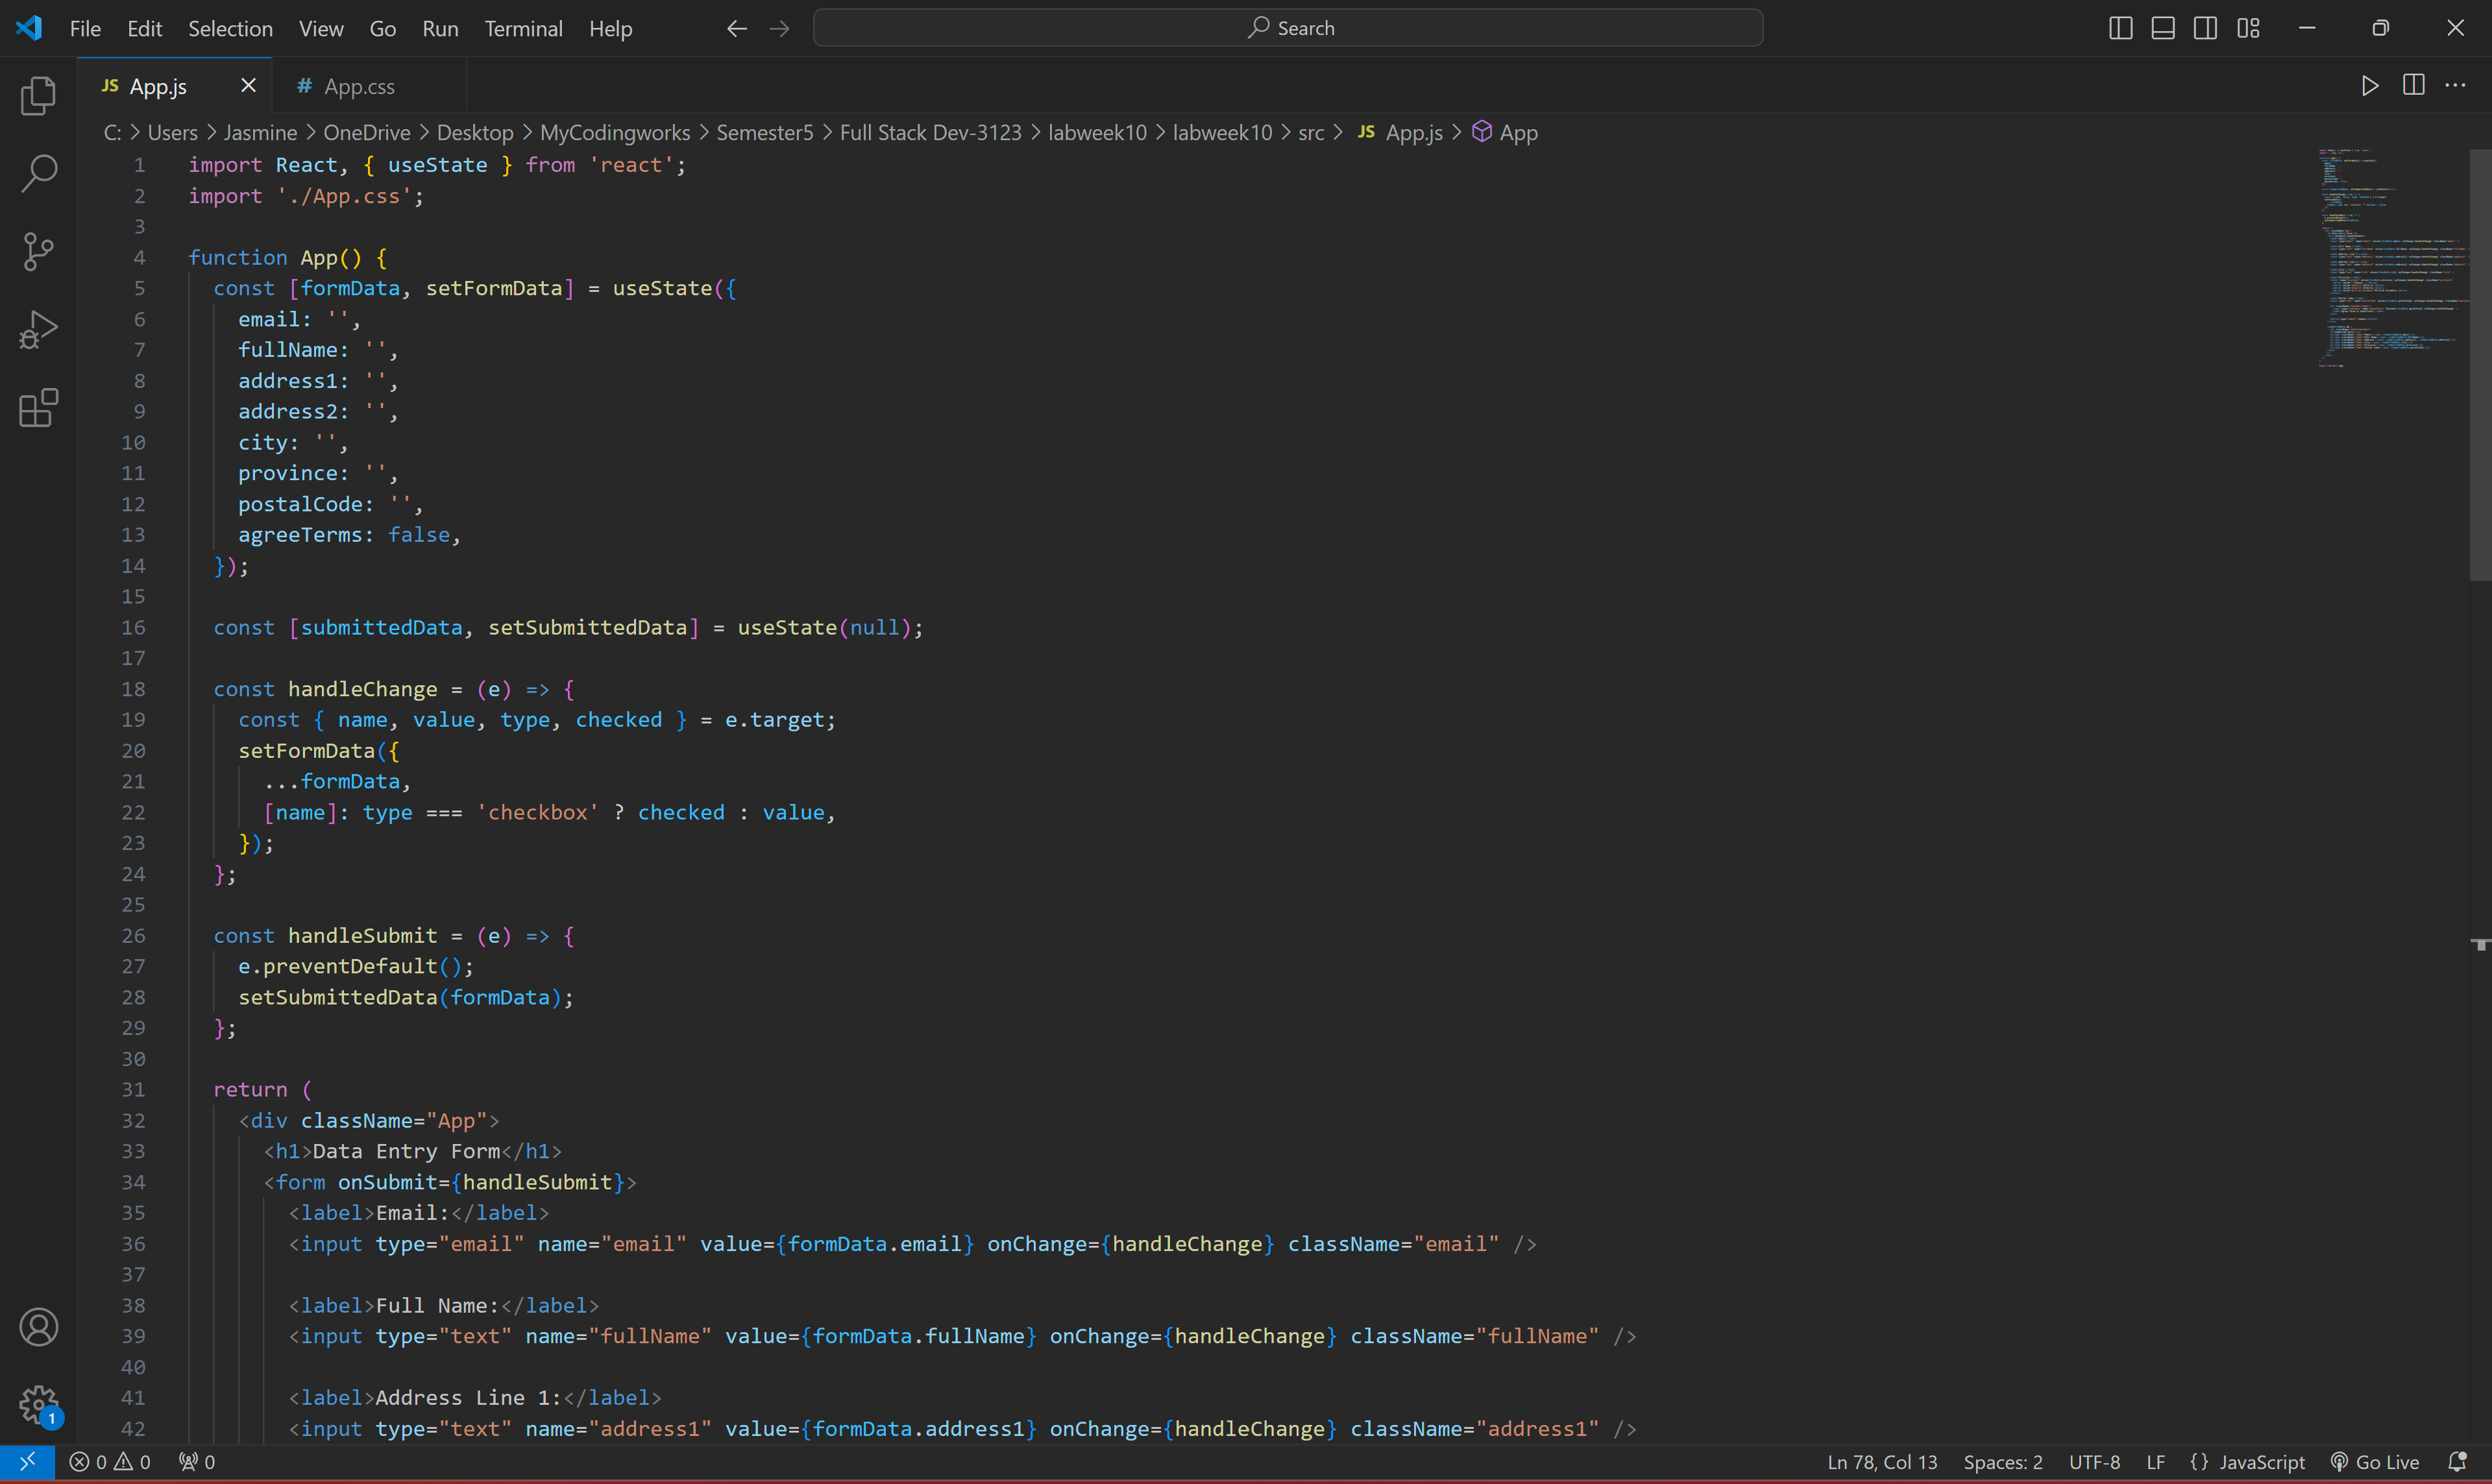 File Edit Selection View Go Run Terminal Help Search
JS App.js # App.css
C: > Users > Jasmine > OneDrive > Desktop > MyCodingworks > Semester5 > Full Stack Dev-3123 > labweek10 > labweek10 > src > JS App.js > App
1 import React, { useState } from 'react';
2 import './App.css';
3
4 function App() {
5 const [formData, setFormData] = useState({
6 email: '',
7 fullName: '',
8 address1: '',
9 address2: '',
10 city: '',
11 province: '',
12 postalCode: '',
13 agreeTerms: false,
14 });
15
16 const [submittedData, setSubmittedData] = useState(null);
17
18 const handleChange = (e) => {
19 const { name, value, type, checked } = e.target;
20 setFormData({
21 ...formData,
22 [name]: type === 'checkbox' ? checked : value,
23 });
24 };
25
26 const handleSubmit = (e) => {
27 e.preventDefault();
28 setSubmittedData(formData);
29 };
30
31 return (
32 <div className="App">
33 <h1>Data Entry Form</h1>
34 <form onSubmit={handleSubmit}>
35 <label>Email:</label>
36 <input type="email" name="email" value={formData.email} onChange={handleChange} className="email" />
37
38 <label>Full Name:</label>
39 <input type="text" name="fullName" value={formData.fullName} onChange={handleChange} className="fullName" />
40
41 <label>Address Line 1:</label>
42 <input type="text" name="address1" value={formData.address1} onChange={handleChange} className="address1" />
1
0 0 0 Ln 78, Col 13 Spaces: 2 UTF-8 LF {} JavaScript Go Live